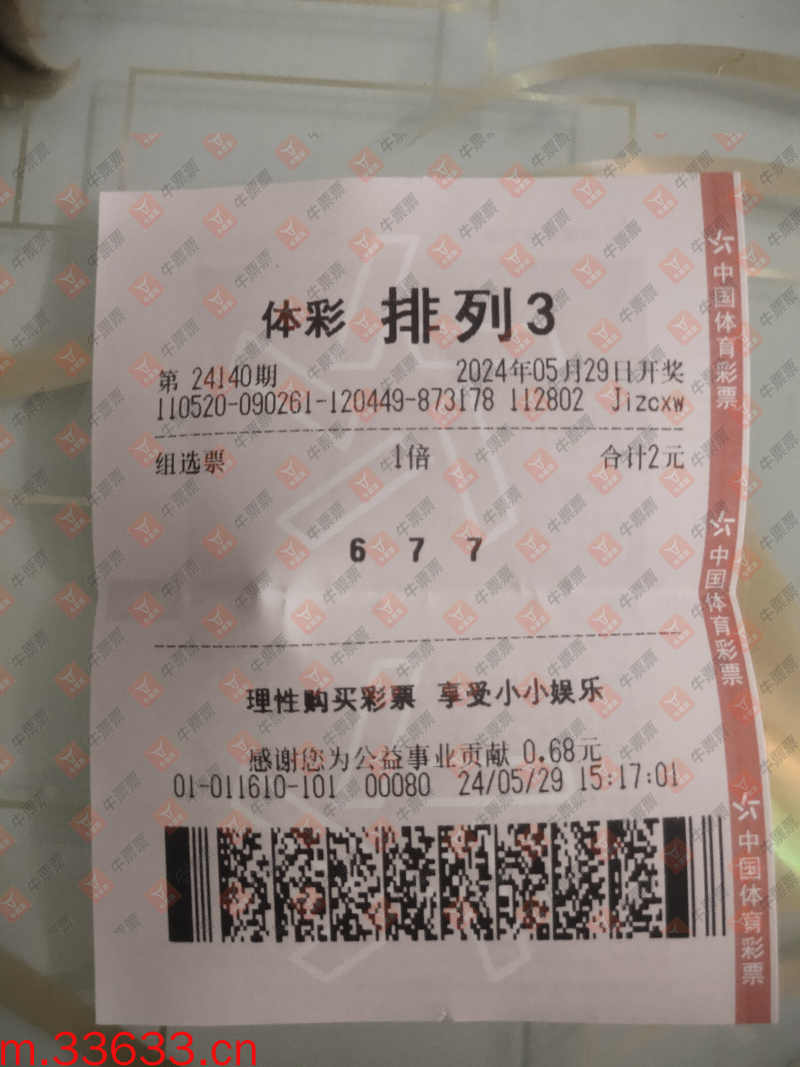 体彩 排列3
第 24140期 2024年05月29日开奖
110520-090261-120449-873178 112802 Jizcxw
组选票 1倍 合计2元
6 7 7
理性购买彩票 享受小小娱乐
感谢您为公益事业贡献 0.68元
01-011610-101 00080 24/05/29 15:17:01
中国体育彩票
中国体育彩票
中国体育彩票
牛票票
m.33633.cn